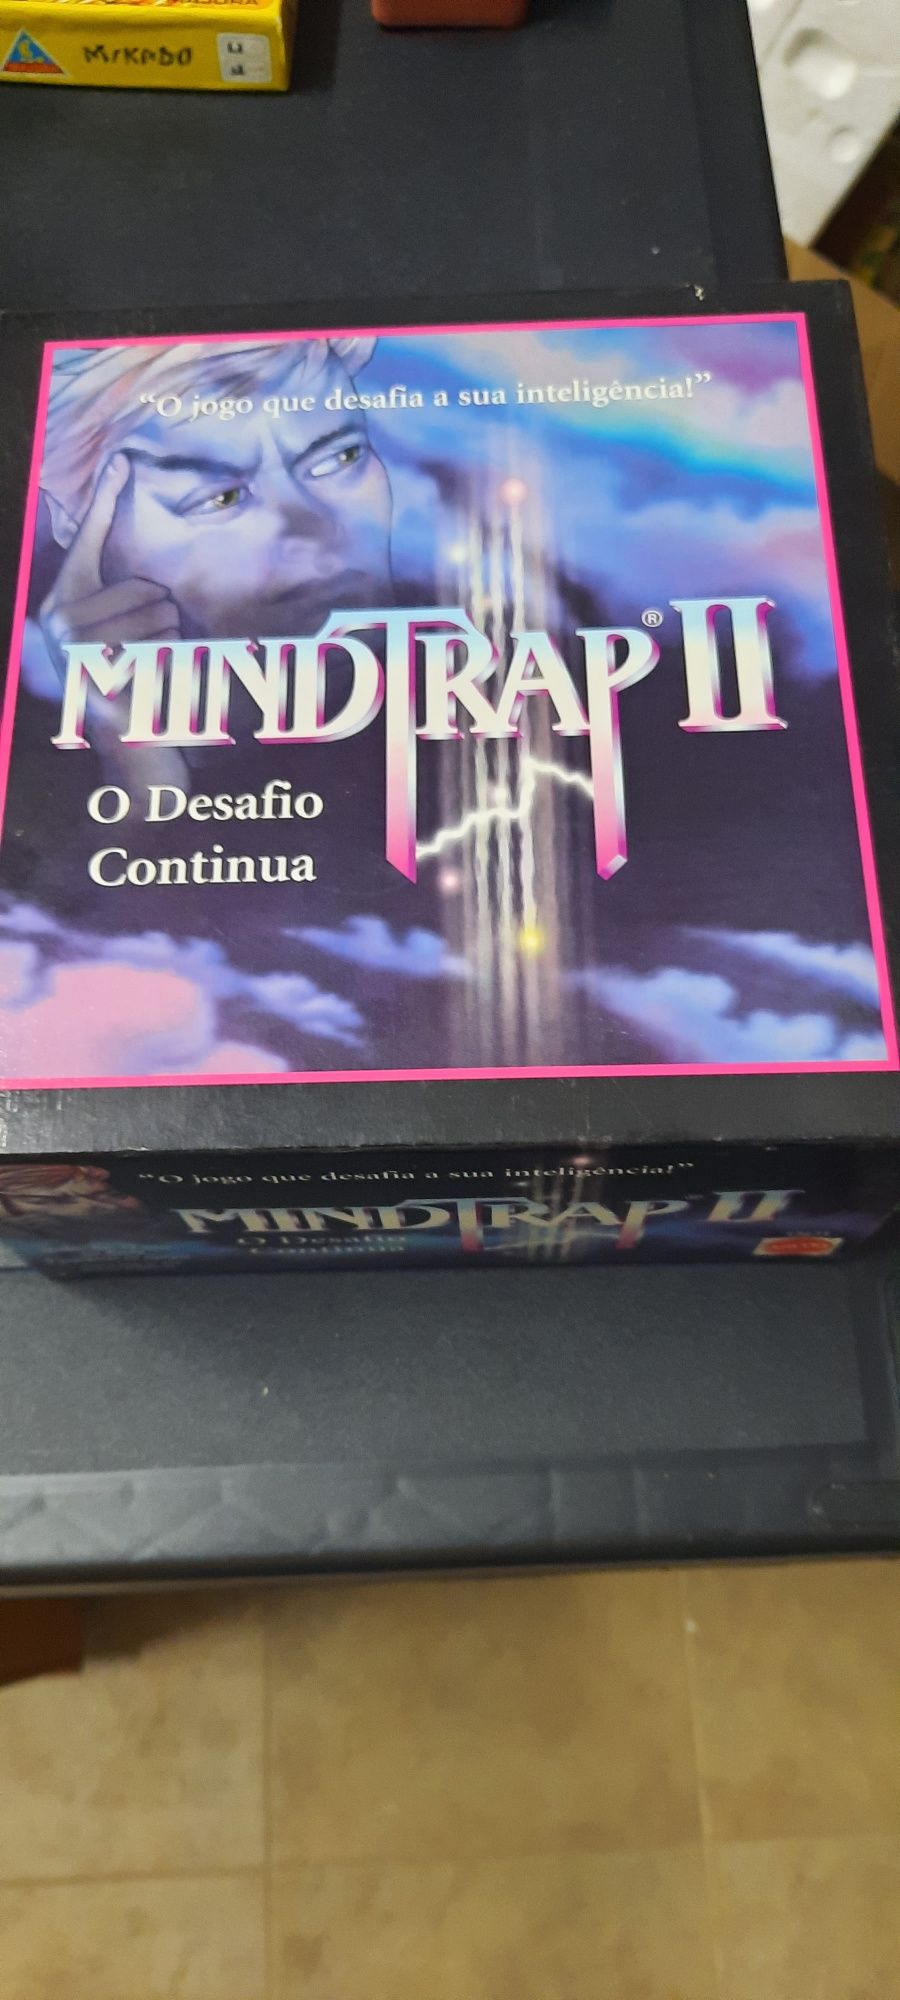 MIKADO
“O jogo que desafia a sua inteligência!”
MINDTRAP® II
O Desafio
Continua
“O jogo que desafia a sua inteligência!”
MINDTRAP II
O Desafio
Continua